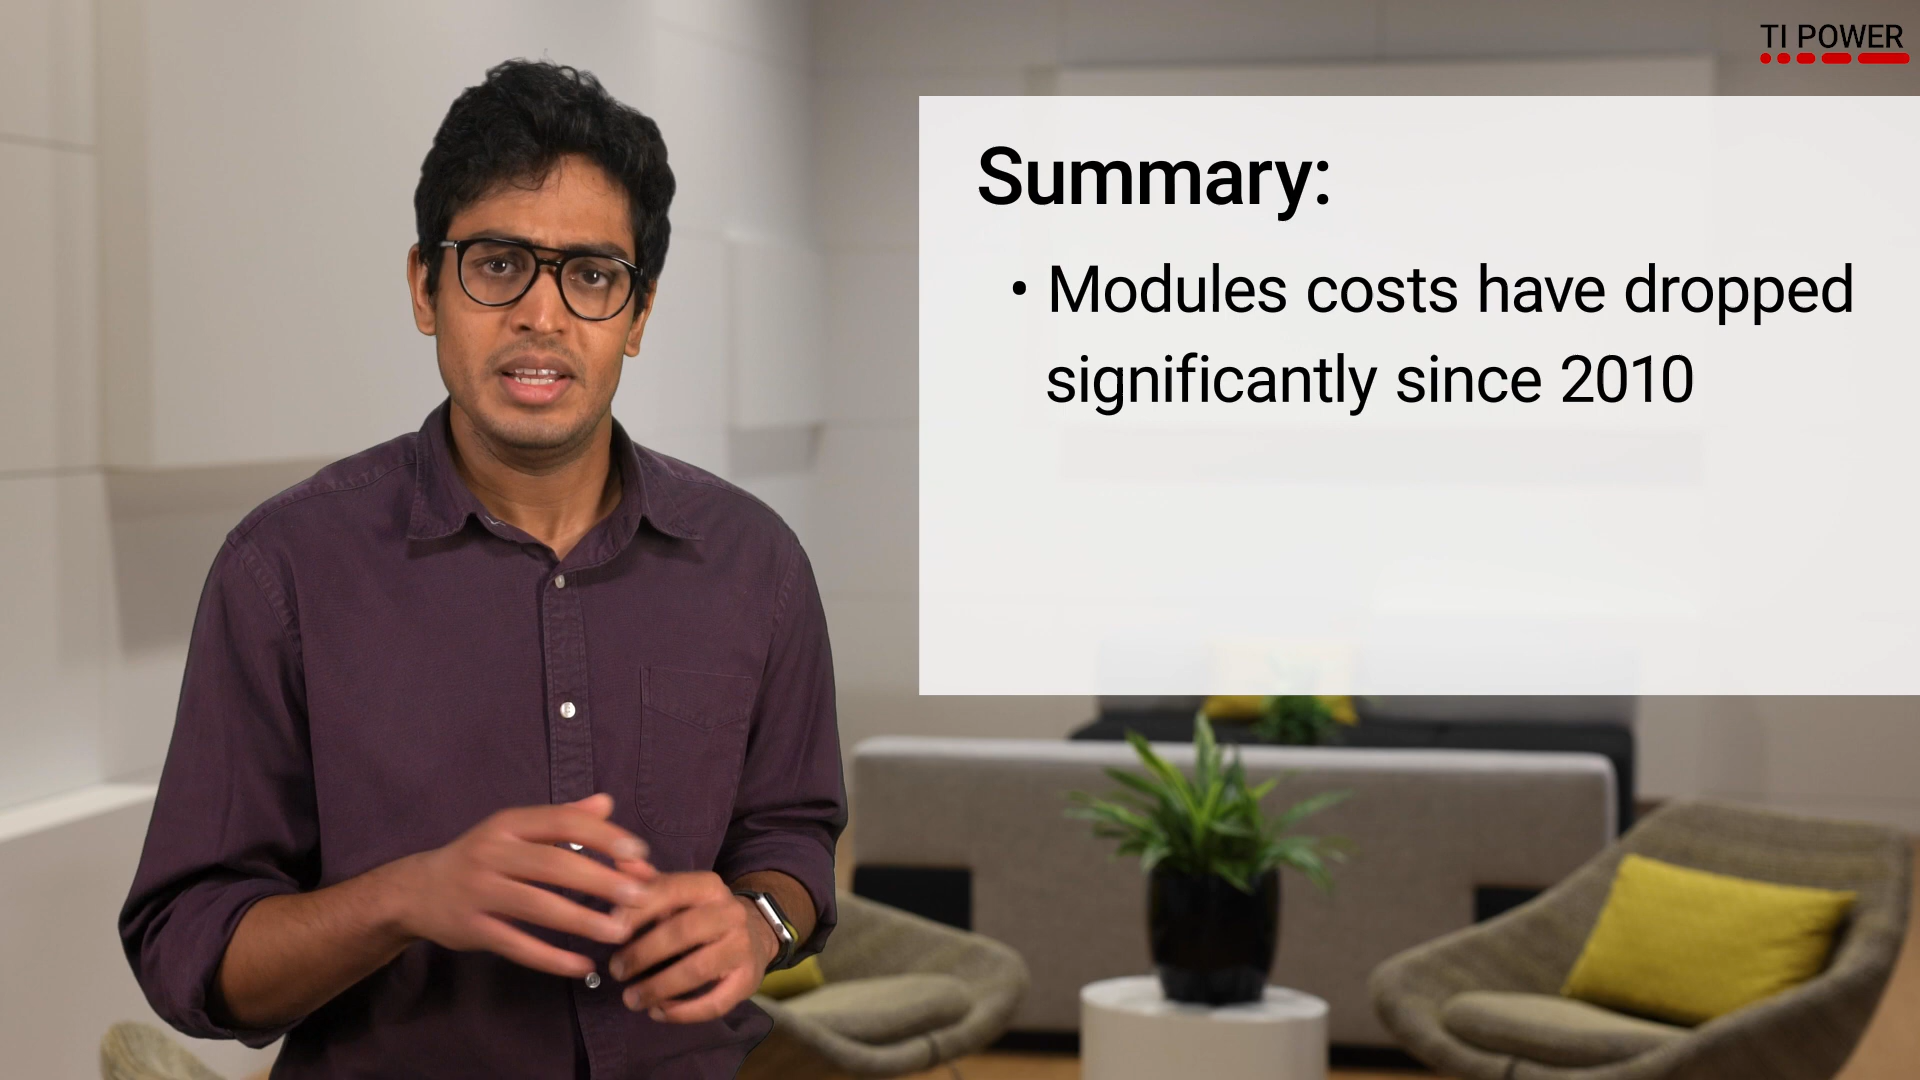 TI POWER
Summary:
• Modules costs have dropped
significantly since 2010